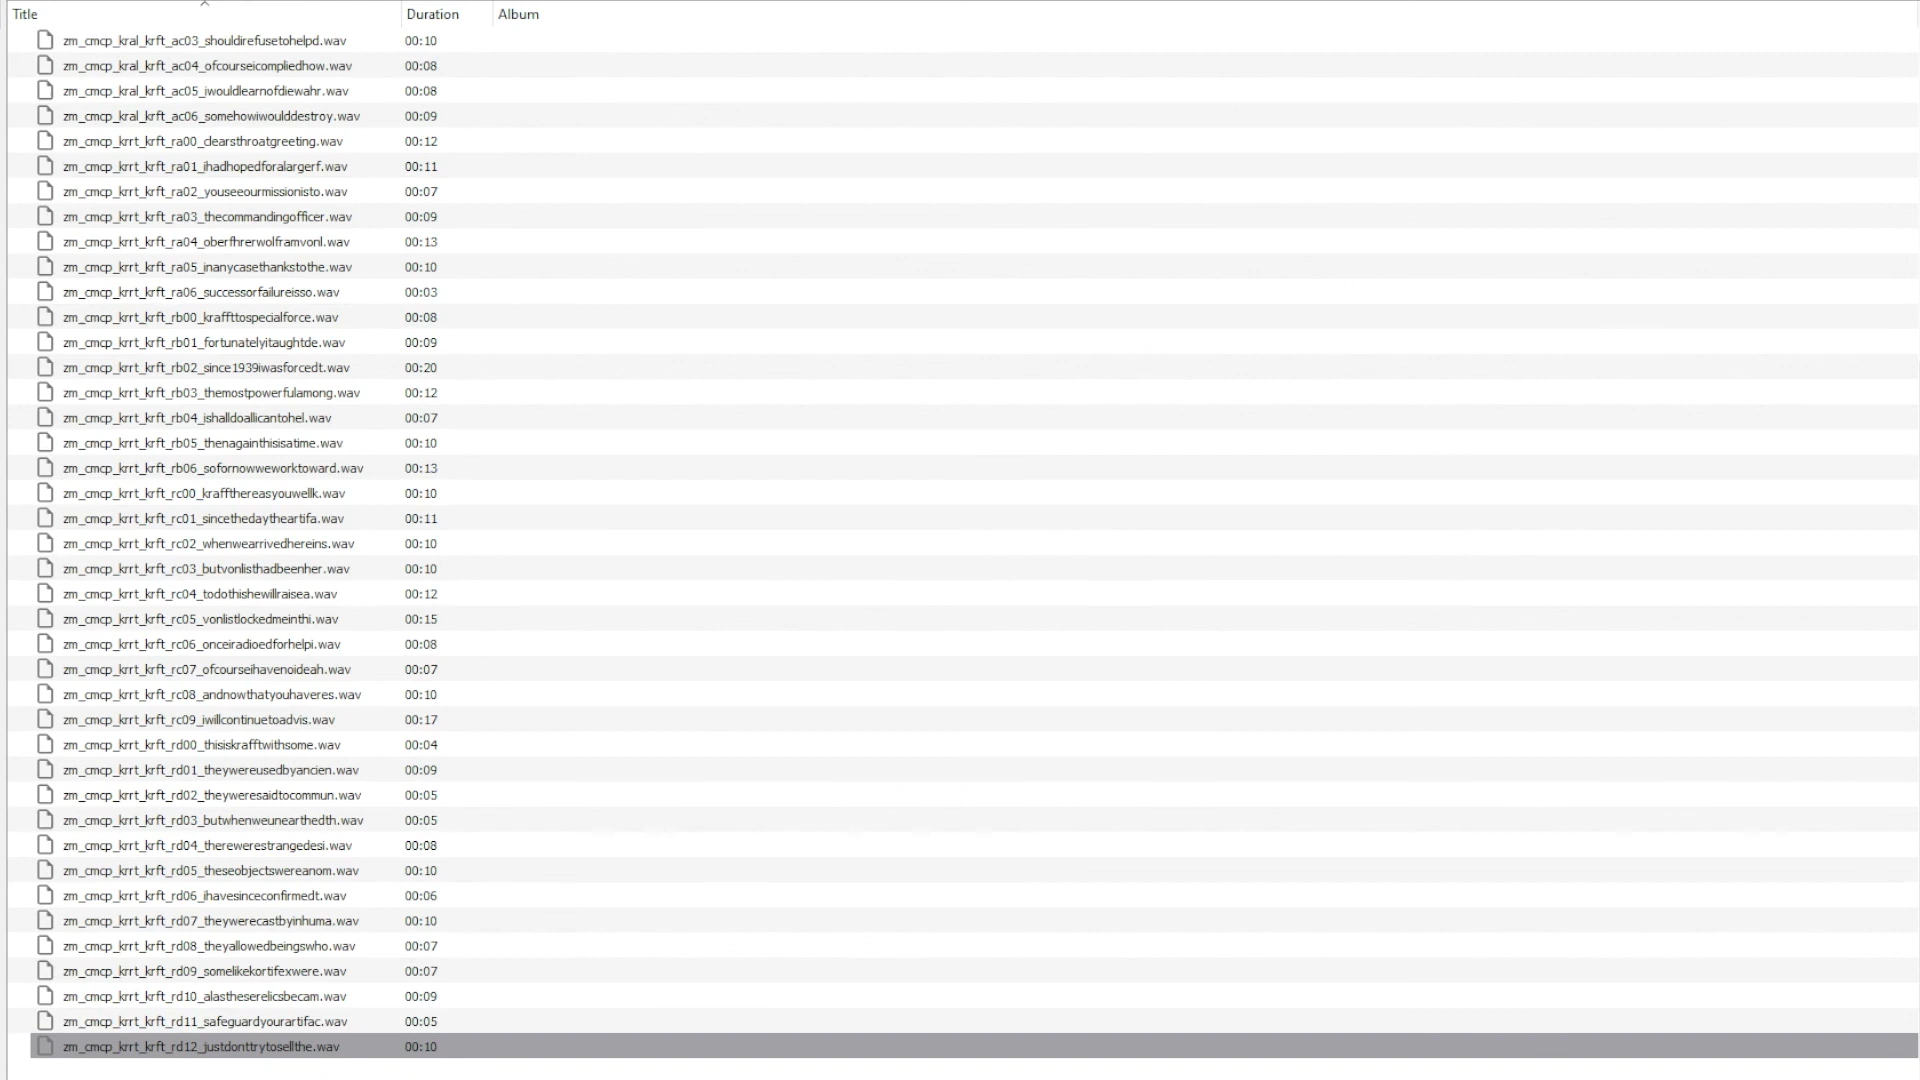 Title Duration Album
zm_cmcp_kral_krft_ac03_shouldirefusetohelpd.wav 00:10
zm_cmcp_kral_krft_ac04_ofcourseicompliedhow.wav 00:08
zm_cmcp_kral_krft_ac05_iwouldlearnofdiewahr.wav 00:08
zm_cmcp_kral_krft_ac06_somehowiwoulddestroy.wav 00:09
zm_cmcp_krrt_krft_ra00_clearsthroatgreeting.wav 00:12
zm_cmcp_krrt_krft_ra01_ihadhopedforalargerf.wav 00:11
zm_cmcp_krrt_krft_ra02_youseeourmissionisto.wav 00:07
zm_cmcp_krrt_krft_ra03_thecommandingofficer.wav 00:09
zm_cmcp_krrt_krft_ra04_oberfhrerwolframvonl.wav 00:13
zm_cmcp_krrt_krft_ra05_inanycasethankstothe.wav 00:10
zm_cmcp_krrt_krft_ra06_successorfailureisso.wav 00:03
zm_cmcp_krrt_krft_rb00_kraffttospecialforce.wav 00:08
zm_cmcp_krrt_krft_rb01_fortunatelyitaughtde.wav 00:09
zm_cmcp_krrt_krft_rb02_since1939iwasforcedt.wav 00:20
zm_cmcp_krrt_krft_rb03_themostpowerfulamong.wav 00:12
zm_cmcp_krrt_krft_rb04_ishalldoallicantohel.wav 00:07
zm_cmcp_krrt_krft_rb05_thenagainthisisatime.wav 00:10
zm_cmcp_krrt_krft_rb06_sofornowweworktoward.wav 00:13
zm_cmcp_krrt_krft_rc00_kraffthereasyouwellk.wav 00:10
zm_cmcp_krrt_krft_rc01_sincethedaytheartifa.wav 00:11
zm_cmcp_krrt_krft_rc02_whenwearrivedhereins.wav 00:10
zm_cmcp_krrt_krft_rc03_butvonlisthadbeenher.wav 00:10
zm_cmcp_krrt_krft_rc04_todothishewillraisea.wav 00:12
zm_cmcp_krrt_krft_rc05_vonlistlockedmeinthi.wav 00:15
zm_cmcp_krrt_krft_rc06_onceiradioedforhelpi.wav 00:08
zm_cmcp_krrt_krft_rc07_ofcourseihavenoideah.wav 00:07
zm_cmcp_krrt_krft_rc08_andnowthatyouhaveres.wav 00:10
zm_cmcp_krrt_krft_rc09_iwillcontinuetoadvis.wav 00:17
zm_cmcp_krrt_krft_rd00_thisiskrafftwithsome.wav 00:04
zm_cmcp_krrt_krft_rd01_theywereusedbyancien.wav 00:09
zm_cmcp_krrt_krft_rd02_theyweresaidtocommun.wav 00:05
zm_cmcp_krrt_krft_rd03_butwhenweunearthedth.wav 00:05
zm_cmcp_krrt_krft_rd04_therewerestrangedesi.wav 00:08
zm_cmcp_krrt_krft_rd05_theseobjectswereanom.wav 00:10
zm_cmcp_krrt_krft_rd06_ihavesinceconfirmedt.wav 00:06
zm_cmcp_krrt_krft_rd07_theywerecastbyinhuma.wav 00:10
zm_cmcp_krrt_krft_rd08_theyallowedbeingswho.wav 00:07
zm_cmcp_krrt_krft_rd09_somelikekortifexwere.wav 00:07
zm_cmcp_krrt_krft_rd10_alastheserelicsbecam.wav 00:09
zm_cmcp_krrt_krft_rd11_safeguardyourartifac.wav 00:05
zm_cmcp_krrt_krft_rd12_justdonttrytosellthe.wav 00:10